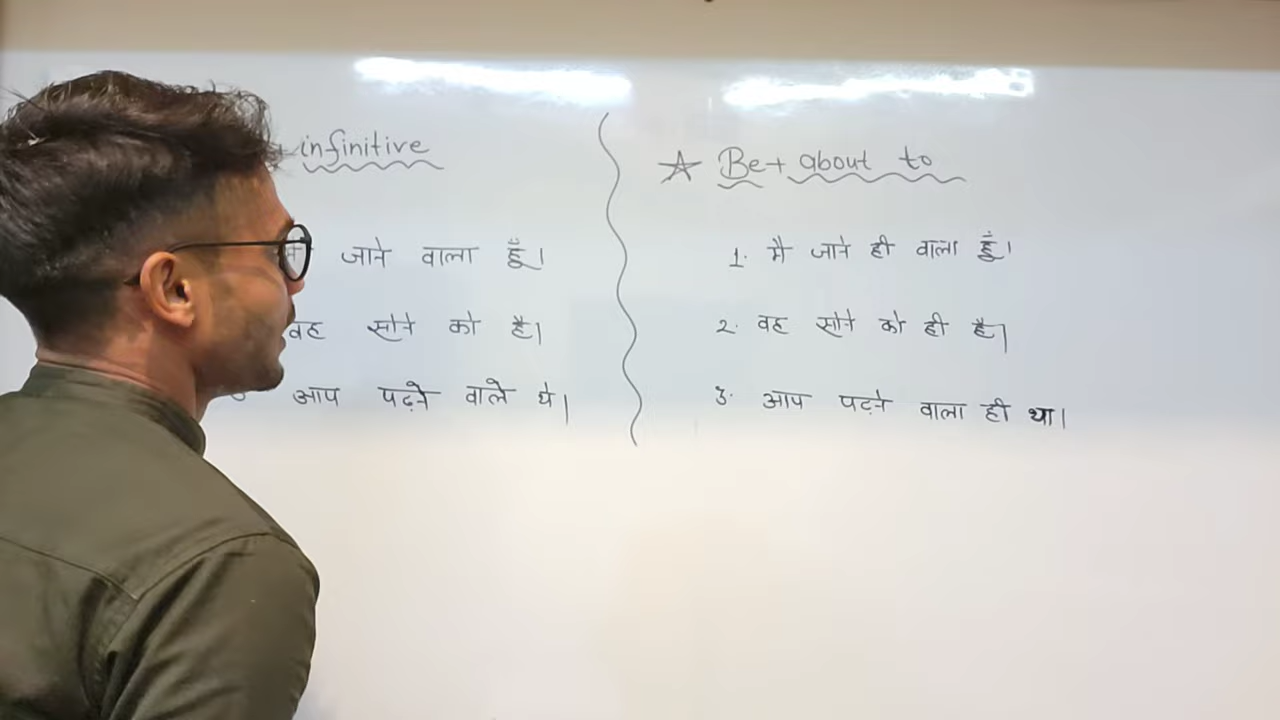 + infinitive
जाने वाला हूँ।
वह सोने को है।
आप पढ़ने वाले थे।
☆ Be + about to
1. मै जाने ही वाला हूँ।
2. वह सोने को ही है।
3. आप पढ़ने वाला ही था।